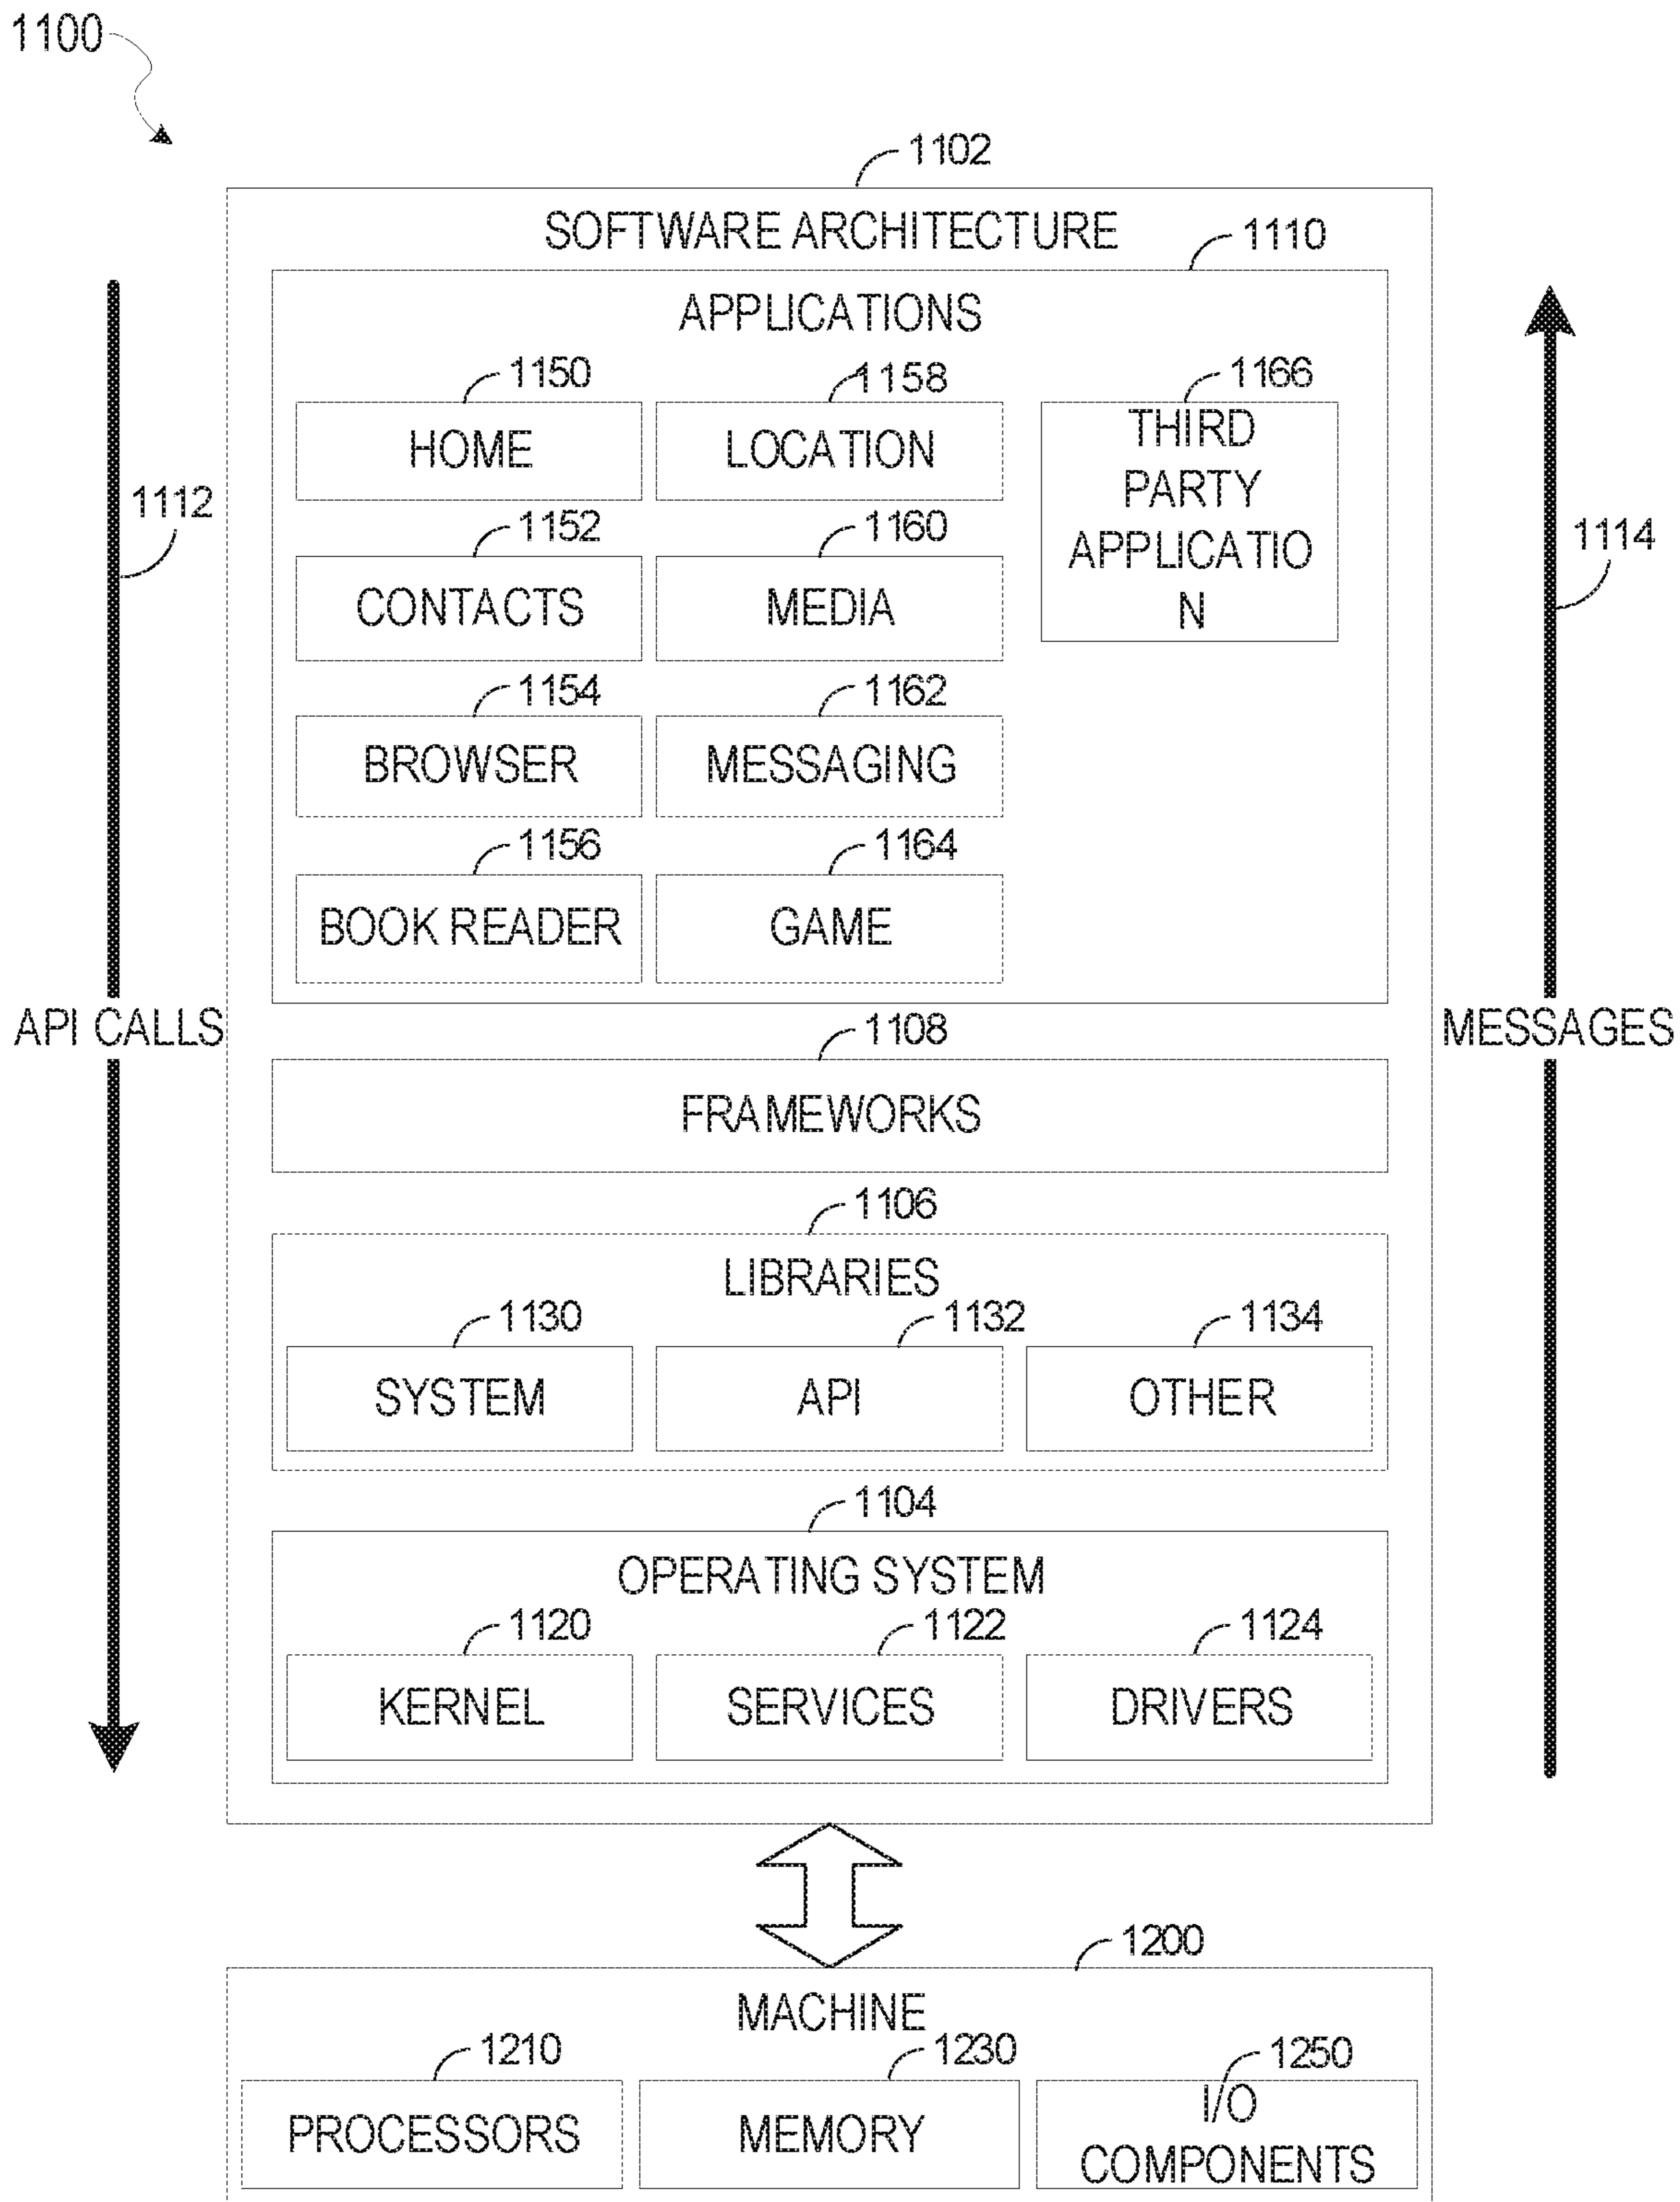 1100
1102
SOFTWARE ARCHITECTURE
1110
APPLICATIONS
1150
1158
1166
HOME
LOCATION
THIRD
PARTY
APPLICATIO
N
1112
1152
1160
1114
CONTACTS
MEDIA
1154
1162
BROWSER
MESSAGING
1156
1164
BOOK READER
GAME
API CALLS
MESSAGES
1108
FRAMEWORKS
1106
LIBRARIES
1130
1132
1134
SYSTEM
API
OTHER
1104
OPERATING SYSTEM
1120
1122
1124
KERNEL
SERVICES
DRIVERS
1200
MACHINE
1210
1230
1250
PROCESSORS
MEMORY
I/O
COMPONENTS